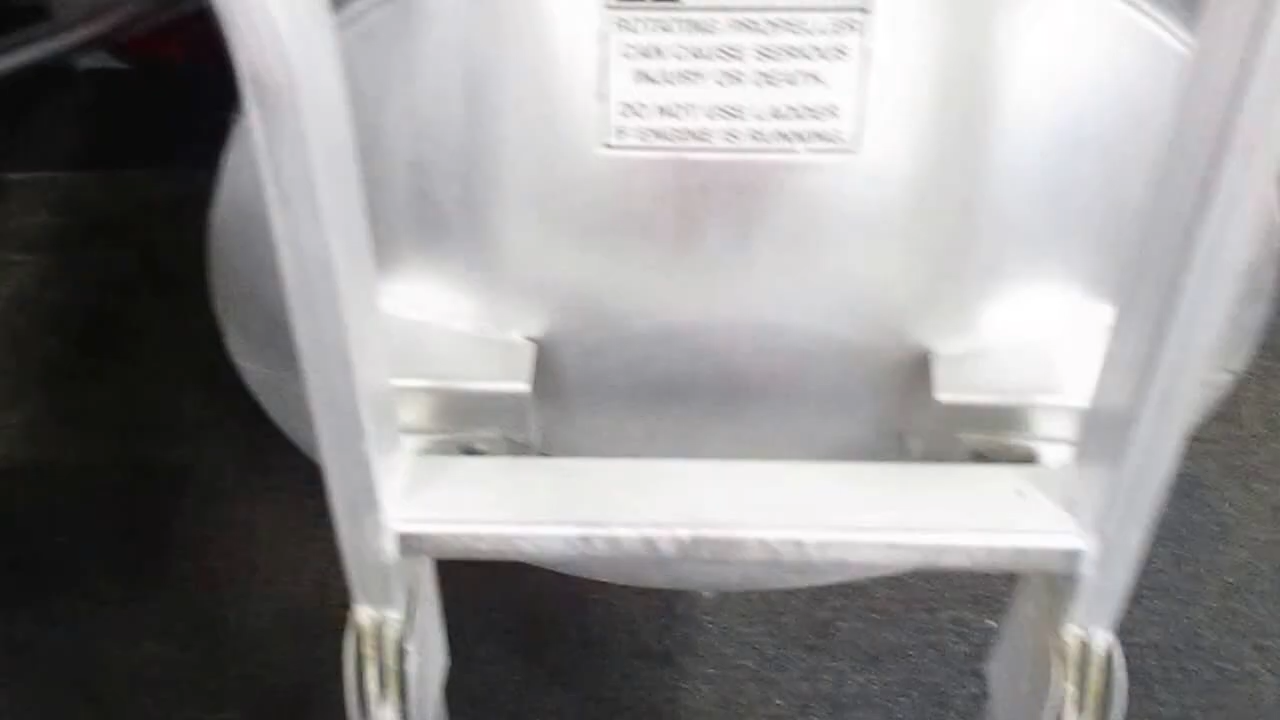 ROTATING PROPELLER
CAN CAUSE SERIOUS
INJURY OR DEATH.
DO NOT USE LADDER
IF ENGINE IS RUNNING.